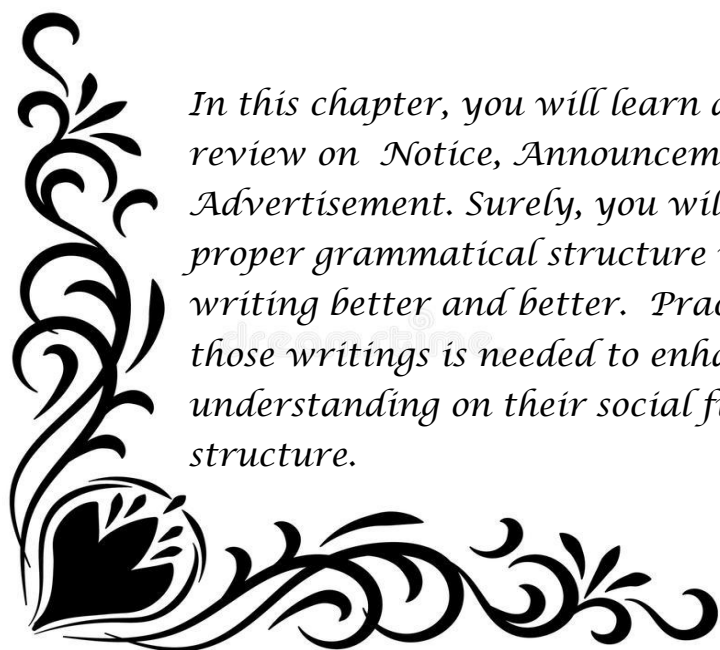 In this chapter, you will learn a
review on Notice, Announcem
Advertisement. Surely, you wil
proper grammatical structure
writing better and better. Prac
those writings is needed to enha
understanding on their social f
structure.
dreamstime